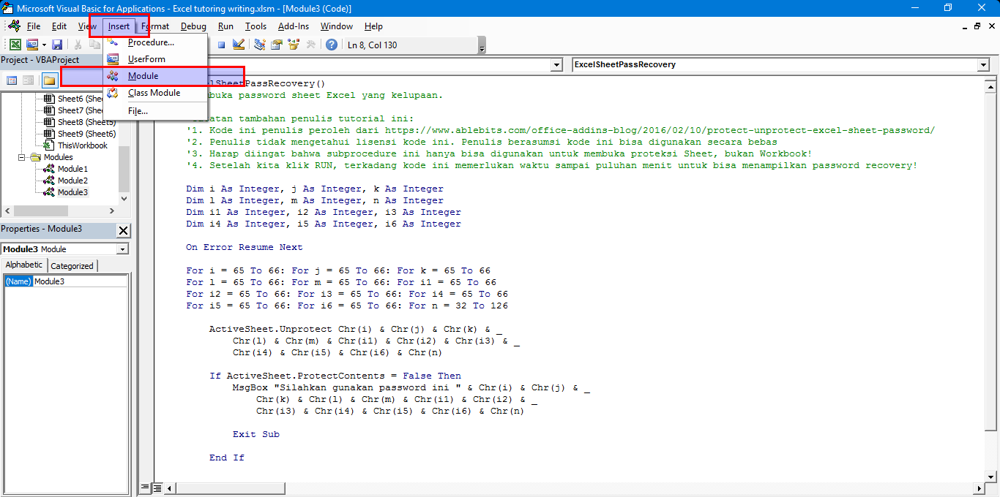 Microsoft Visual Basic for Applications - Excel tutoring writing.xlsm - [Module3 (Code)]
File Edit View Insert Format Debug Run Tools Add-Ins Window Help
Ln 8, Col 130
Procedure...
UserForm
Module
Class Module
File...
Project - VBAProject
Sheet6 (Shee
Sheet7 (Shee
Sheet8 (Sheet5)
Sheet9 (Sheet6)
ThisWorkbook
Modules
Module1
Module2
Module3
Properties - Module3
Module3 Module
Alphabetic Categorized
(Name) Module3
ExcelSheetPassRecovery
elSheetPassRecovery()
buka password sheet Excel yang kelupaan.
atan tambahan penulis tutorial ini:
'1. Kode ini penulis peroleh dari https://www.ablebits.com/office-addins-blog/2016/02/10/protect-unprotect-excel-sheet-password/
'2. Penulis tidak mengetahui lisensi kode ini. Penulis berasumsi kode ini bisa digunakan secara bebas
'3. Harap diingat bahwa subprocedure ini hanya bisa digunakan untuk membuka proteksi Sheet, bukan Workbook!
'4. Setelah kita klik RUN, terkadang kode ini memerlukan waktu sampai puluhan menit untuk bisa menampilkan password recovery!
Dim i As Integer, j As Integer, k As Integer
Dim l As Integer, m As Integer, n As Integer
Dim i1 As Integer, i2 As Integer, i3 As Integer
Dim i4 As Integer, i5 As Integer, i6 As Integer
On Error Resume Next
For i = 65 To 66: For j = 65 To 66: For k = 65 To 66
For l = 65 To 66: For m = 65 To 66: For i1 = 65 To 66
For i2 = 65 To 66: For i3 = 65 To 66: For i4 = 65 To 66
For i5 = 65 To 66: For i6 = 65 To 66: For n = 32 To 126
ActiveSheet.Unprotect Chr(i) & Chr(j) & Chr(k) & _
Chr(l) & Chr(m) & Chr(i1) & Chr(i2) & Chr(i3) & _
Chr(i4) & Chr(i5) & Chr(i6) & Chr(n)
If ActiveSheet.ProtectContents = False Then
MsgBox "Silahkan gunakan password ini " & Chr(i) & Chr(j) & _
Chr(k) & Chr(l) & Chr(m) & Chr(i1) & Chr(i2) & _
Chr(i3) & Chr(i4) & Chr(i5) & Chr(i6) & Chr(n)
Exit Sub
End If